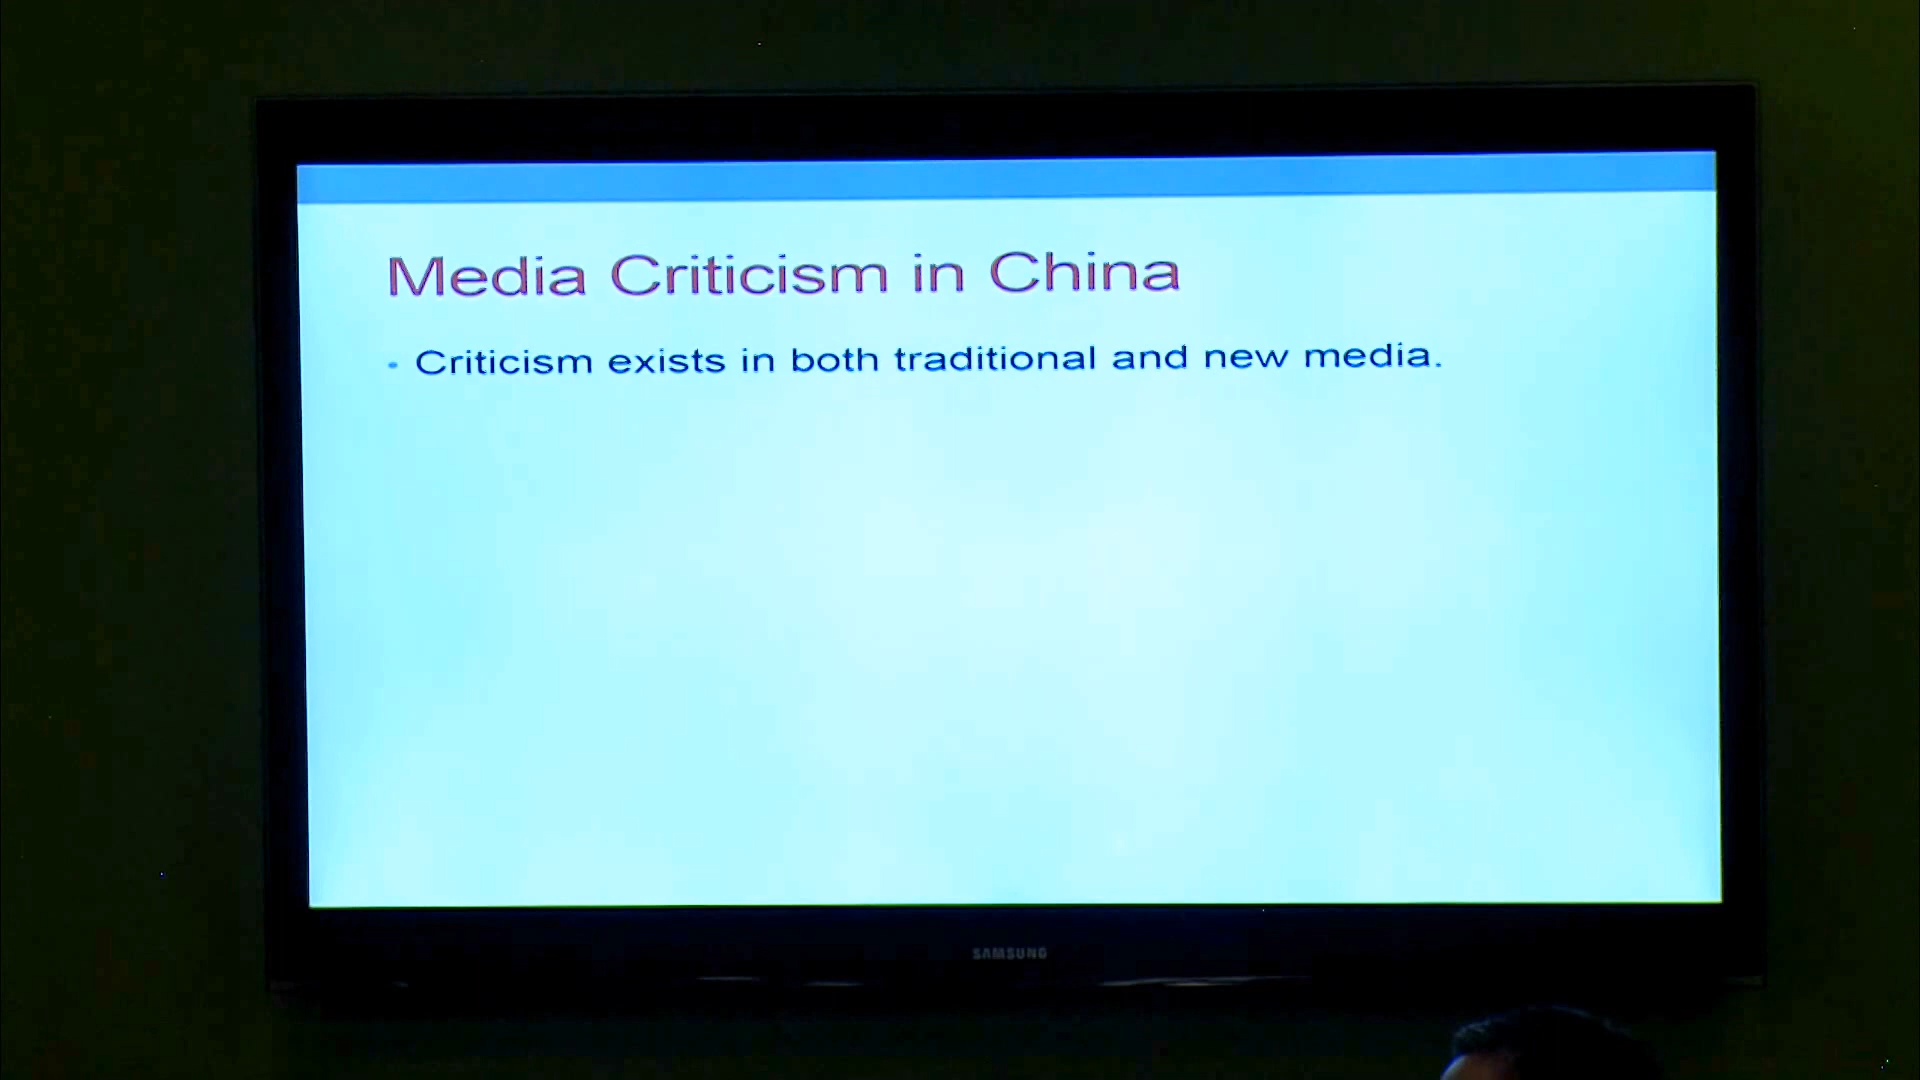 Media Criticism in China
• Criticism exists in both traditional and new media.
SAMSUNG